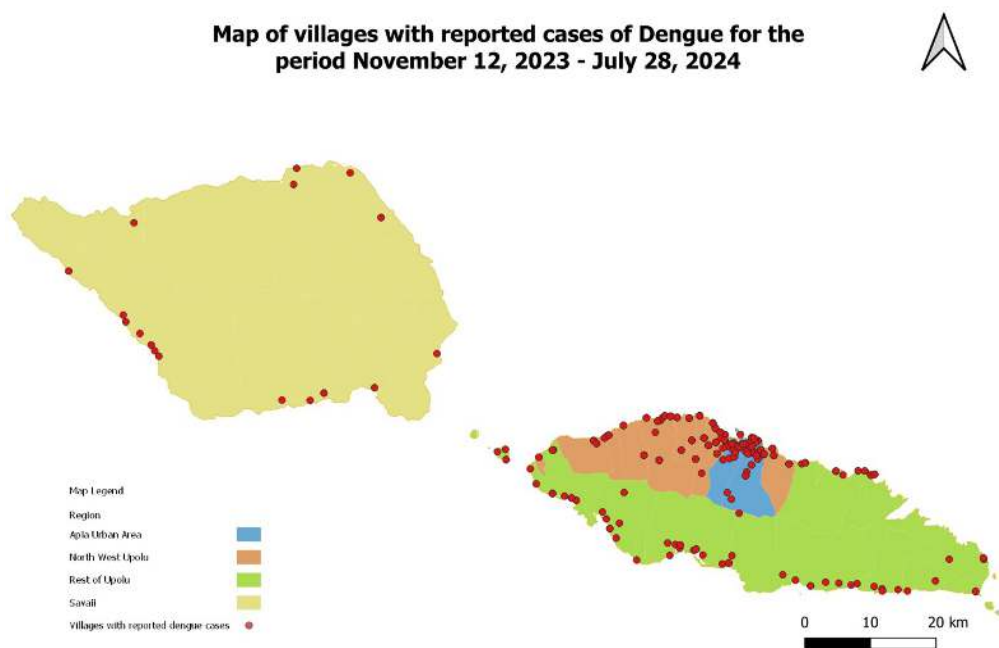 Map of villages with reported cases of Dengue for the
period November 12, 2023 - July 28, 2024
Map Legend
Region
Apia Urban Area
North West Upolu
Rest of Upolu
Savaii
Villages with reported dengue cases
0 10 20 km